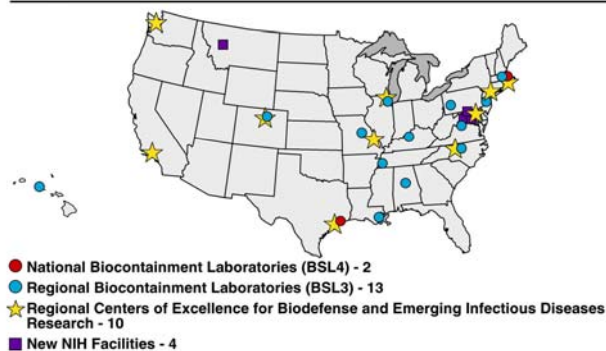 National Biocontainment Laboratories (BSL4) - 2
Regional Biocontainment Laboratories (BSL3) - 13
Regional Centers of Excellence for Biodefense and Emerging Infectious Diseases
Research - 10
New NIH Facilities - 4